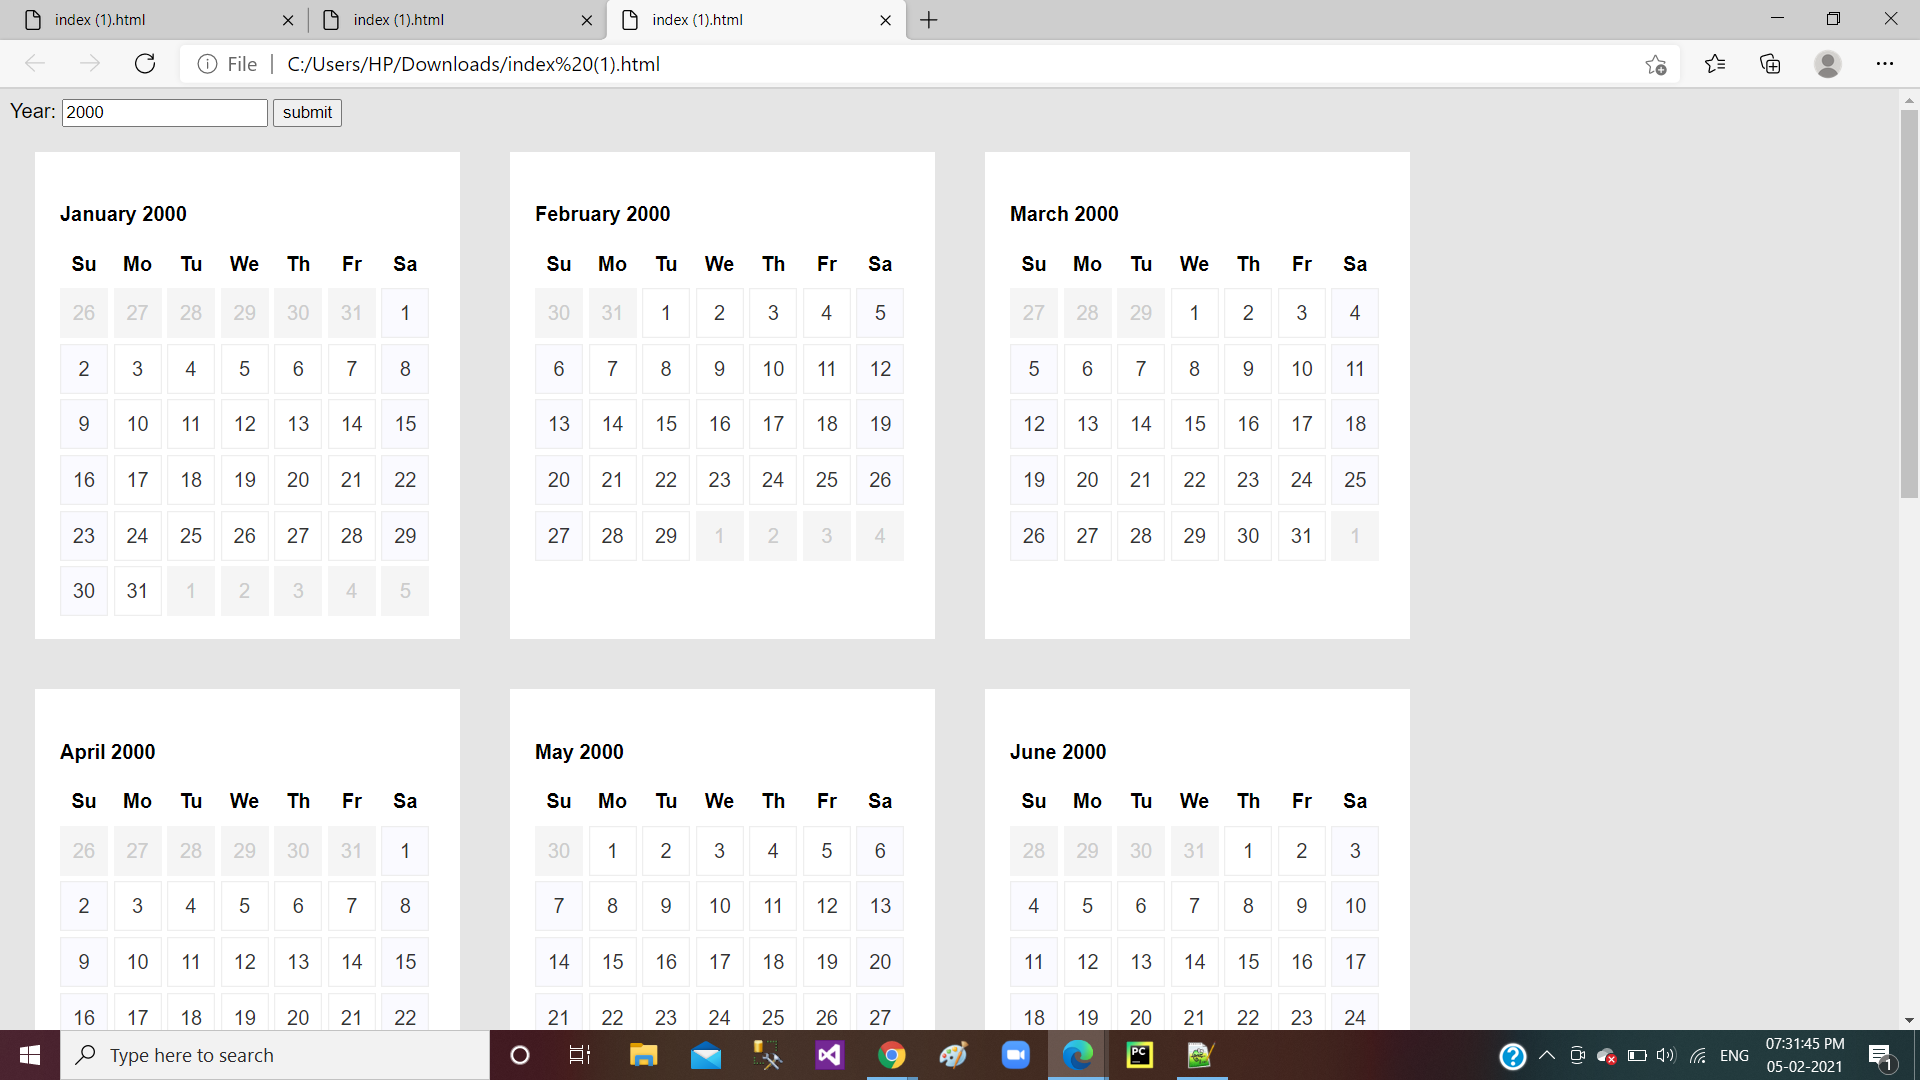 index (1).html index (1).html index (1).html
File C:/Users/HP/Downloads/index%20(1).html
Year: 2000 submit
January 2000
Su Mo Tu We Th Fr Sa
26 27 28 29 30 31 1
2 3 4 5 6 7 8
9 10 11 12 13 14 15
16 17 18 19 20 21 22
23 24 25 26 27 28 29
30 31 1 2 3 4 5
February 2000
Su Mo Tu We Th Fr Sa
30 31 1 2 3 4 5
6 7 8 9 10 11 12
13 14 15 16 17 18 19
20 21 22 23 24 25 26
27 28 29 1 2 3 4
March 2000
Su Mo Tu We Th Fr Sa
27 28 29 1 2 3 4
5 6 7 8 9 10 11
12 13 14 15 16 17 18
19 20 21 22 23 24 25
26 27 28 29 30 31 1
April 2000
Su Mo Tu We Th Fr Sa
26 27 28 29 30 31 1
2 3 4 5 6 7 8
9 10 11 12 13 14 15
16 17 18 19 20 21 22
May 2000
Su Mo Tu We Th Fr Sa
30 1 2 3 4 5 6
7 8 9 10 11 12 13
14 15 16 17 18 19 20
21 22 23 24 25 26 27
June 2000
Su Mo Tu We Th Fr Sa
28 29 30 31 1 2 3
4 5 6 7 8 9 10
11 12 13 14 15 16 17
18 19 20 21 22 23 24
Type here to search
PC
ENG
07:31:45 PM
05-02-2021
1